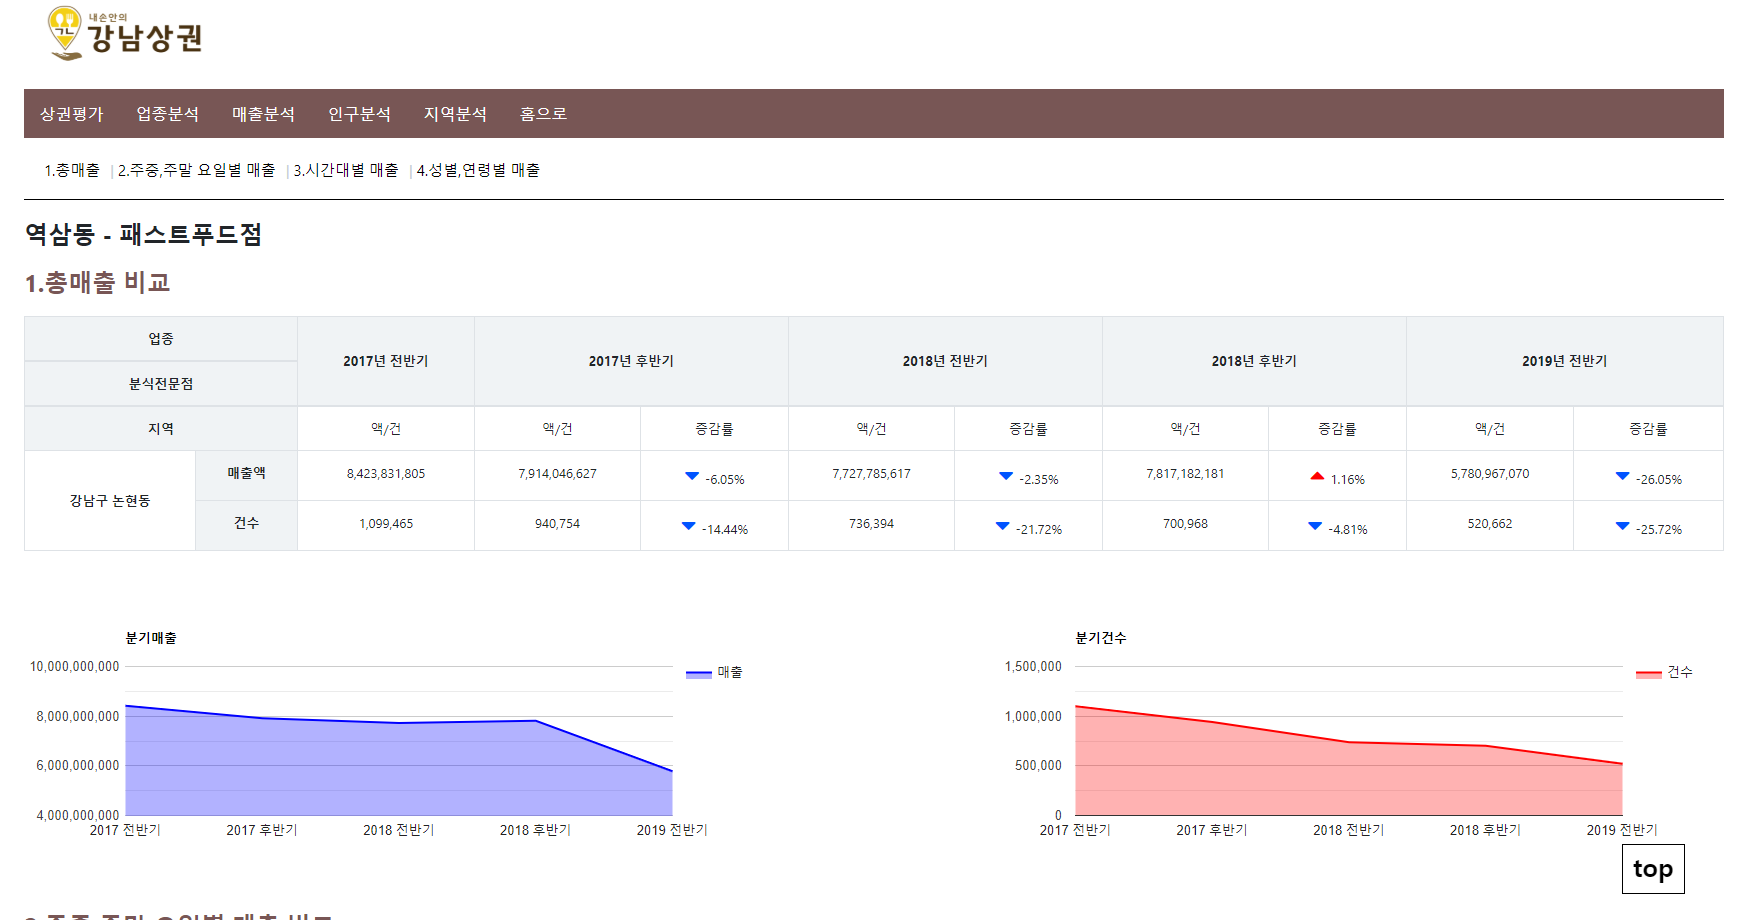 내손안의
강남상권
상권평가 업종분석 매출분석 인구분석 지역분석 홈으로
1.총매출 | 2.주중,주말 요일별 매출 | 3.시간대별 매출 | 4.성별,연령별 매출
역삼동 - 패스트푸드점
1.총매출 비교
업종 2017년 전반기 2017년 후반기 2018년 전반기 2018년 후반기 2019년 전반기
분식전문점
지역 액/건 액/건 증감률 액/건 증감률 액/건 증감률 액/건 증감률
강남구 논현동
매출액 8,423,831,805 7,914,046,627 ▼ -6.05% 7,727,785,617 ▼ -2.35% 7,817,182,181 ▲ 1.16% 5,780,967,070 ▼ -26.05%
건수 1,099,465 940,754 ▼ -14.44% 736,394 ▼ -21.72% 700,968 ▼ -4.81% 520,662 ▼ -25.72%
분기매출
10,000,000,000
8,000,000,000
6,000,000,000
4,000,000,000
2017 전반기 2017 후반기 2018 전반기 2018 후반기 2019 전반기
매출
분기건수
1,500,000
1,000,000
500,000
0
2017 전반기 2017 후반기 2018 전반기 2018 후반기 2019 전반기
건수
top
2.주중,주말 요일별 매출 비교